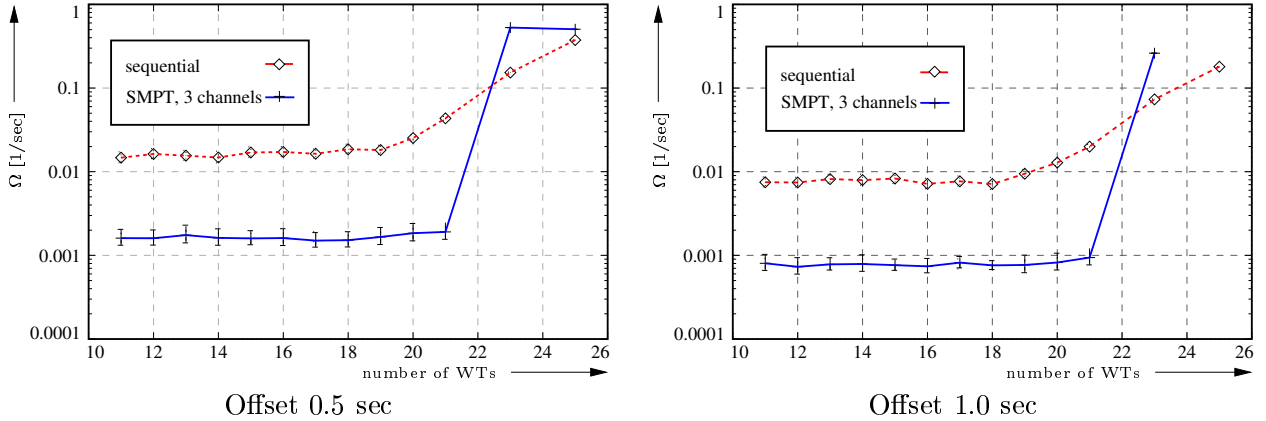 1
0.1
0.01
0.001
0.0001
Ω [1/sec]
sequential
SMPT, 3 channels
10 12 14 16 18 20 22 24 26
number of WTs
Offset 0.5 sec
1
0.1
0.01
0.001
0.0001
Ω [1/sec]
sequential
SMPT, 3 channels
10 12 14 16 18 20 22 24 26
number of WTs
Offset 1.0 sec